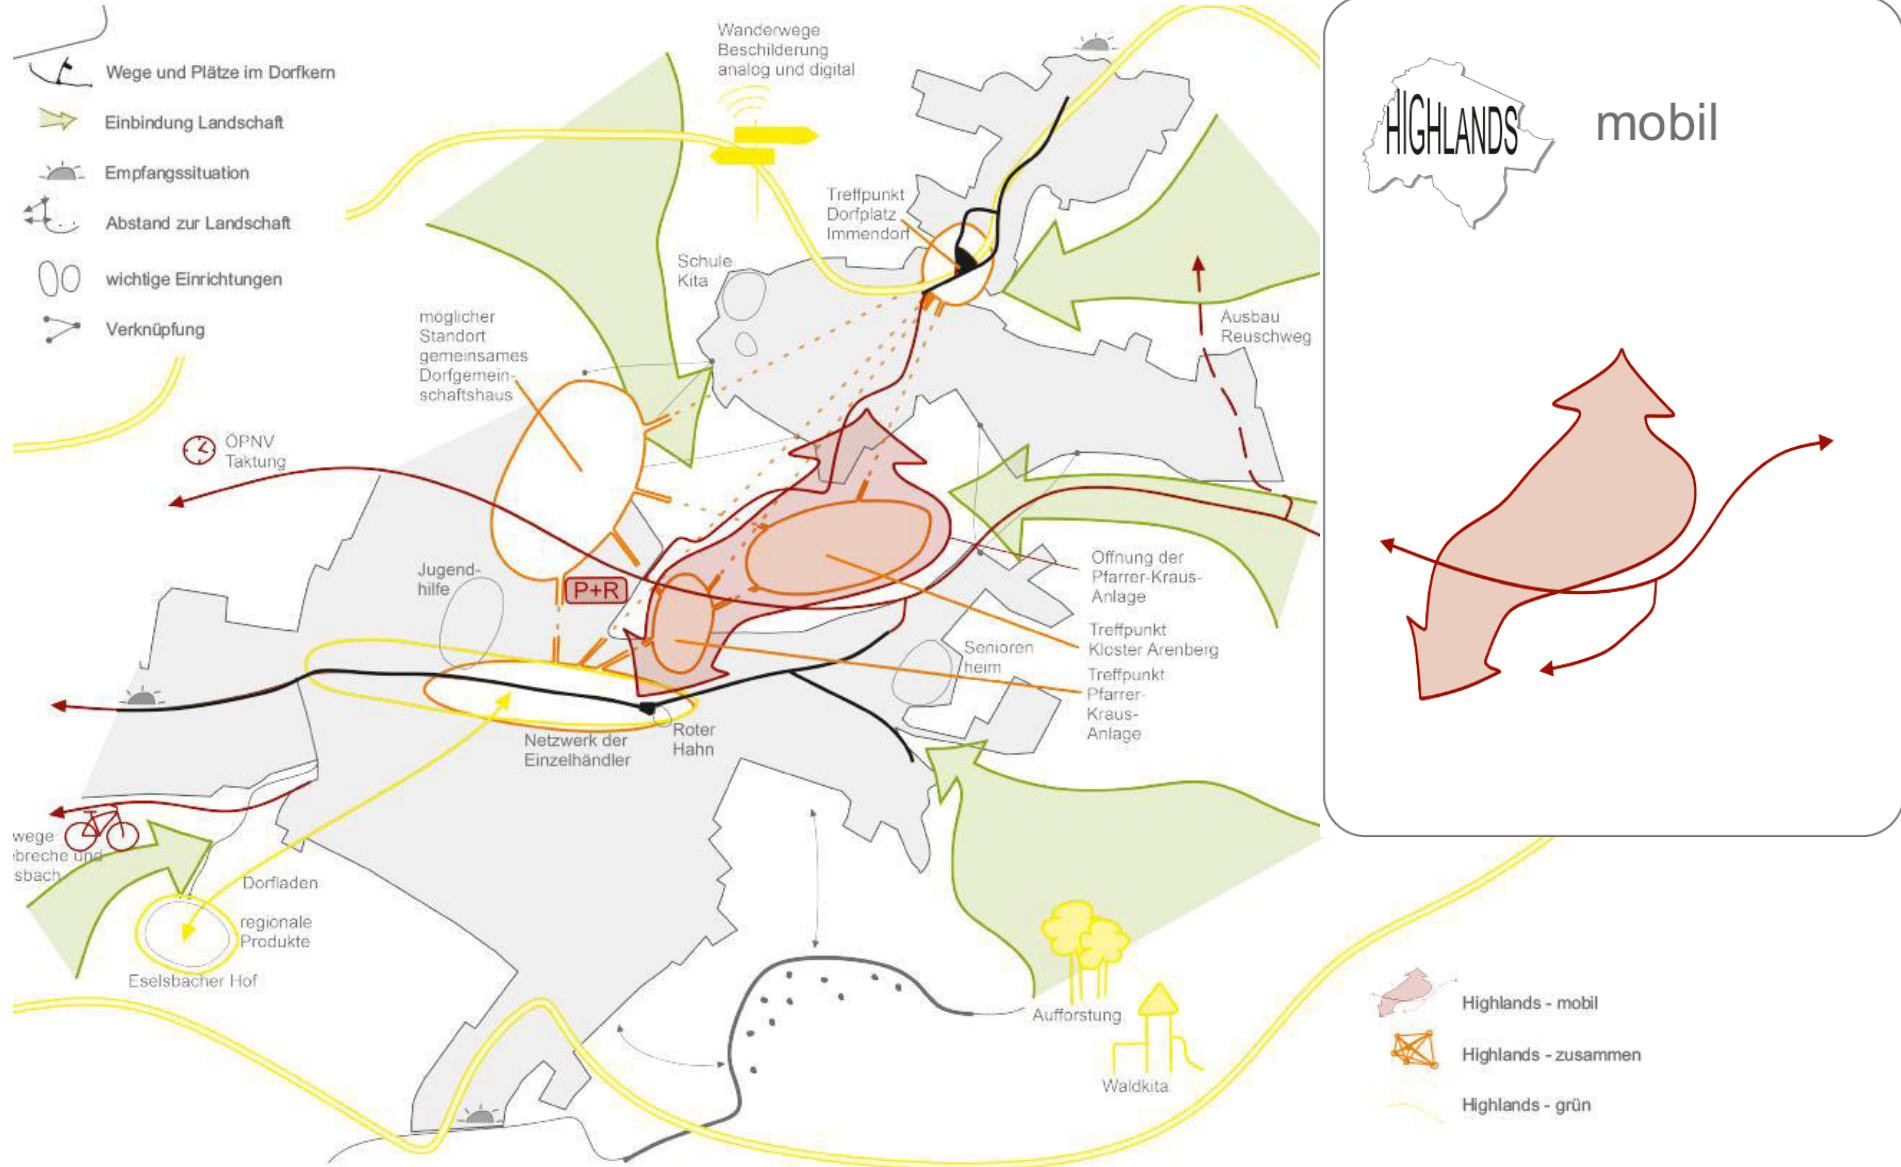 Wege und Plätze im Dorfkern
Einbindung Landschaft
Empfangssituation
Abstand zur Landschaft
wichtige Einrichtungen
Verknüpfung
Wanderwege
Beschilderung
analog und digital
Treffpunkt
Dorfplatz
Immendorf
Schule
Kita
möglicher
Standort
gemeinsames
Dorfgemein-
schaftshaus
Ausbau
Reuschweg
ÖPNV
Taktung
Jugend-
hilfe
P+R
Öffnung der
Pfarrer-Kraus-
Anlage
Treffpunkt
Kloster Arenberg
Treffpunkt
Pfarrer-
Kraus-
Anlage
Senioren
heim
Roter
Hahn
Netzwerk der
Einzelhändler
wege
ebreche und
sbach
Dorfladen
regionale
Produkte
Eselsbacher Hof
Aufforstung
Waldkita
HIGHLANDS
mobil
Highlands - mobil
Highlands - zusammen
Highlands - grün